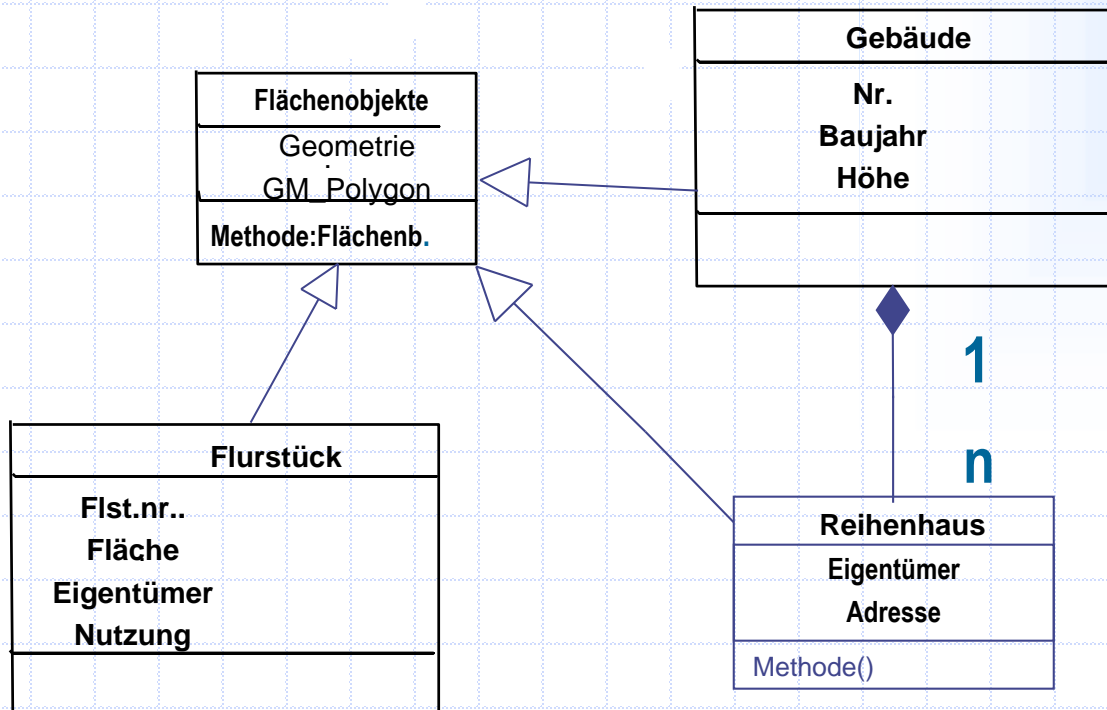 Gebäude
Nr.
Baujahr
Höhe
Flächenobjekte
Geometrie
:
GM_Polygon
Methode:Flächenb.
1
n
Flurstück
Flst.nr..
Fläche
Eigentümer
Nutzung
Reihenhaus
Eigentümer
Adresse
Methode()